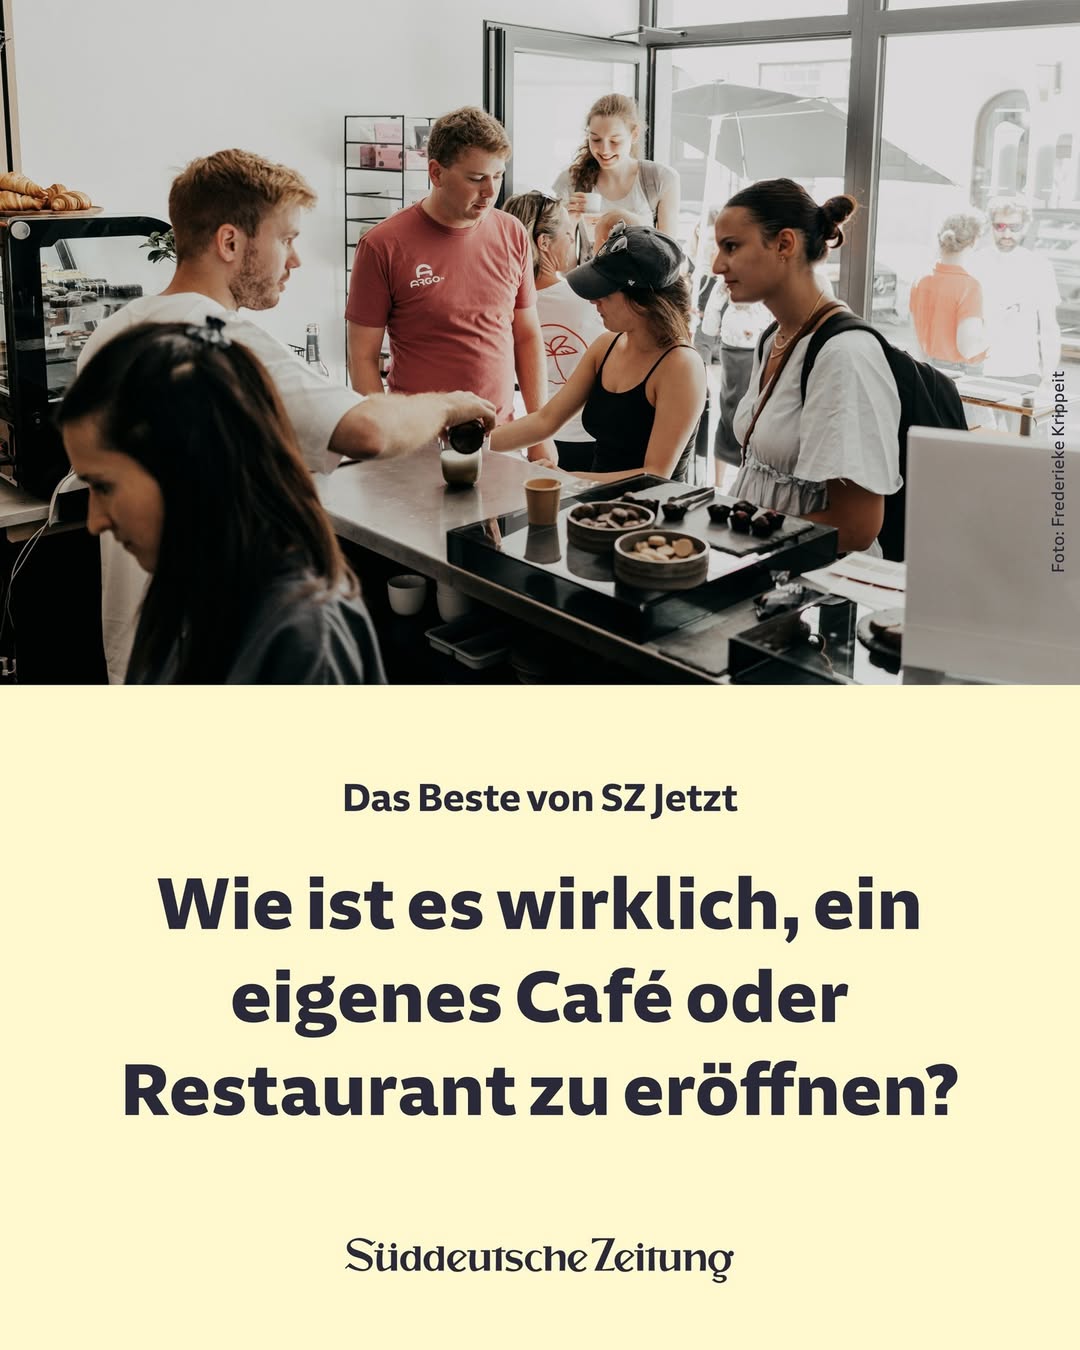 ARGO
Foto: Frederieke Krippeit
Das Beste von SZ Jetzt
Wie ist es wirklich, ein
eigenes Café oder
Restaurant zu eröffnen?
Süddeutsche Zeitung